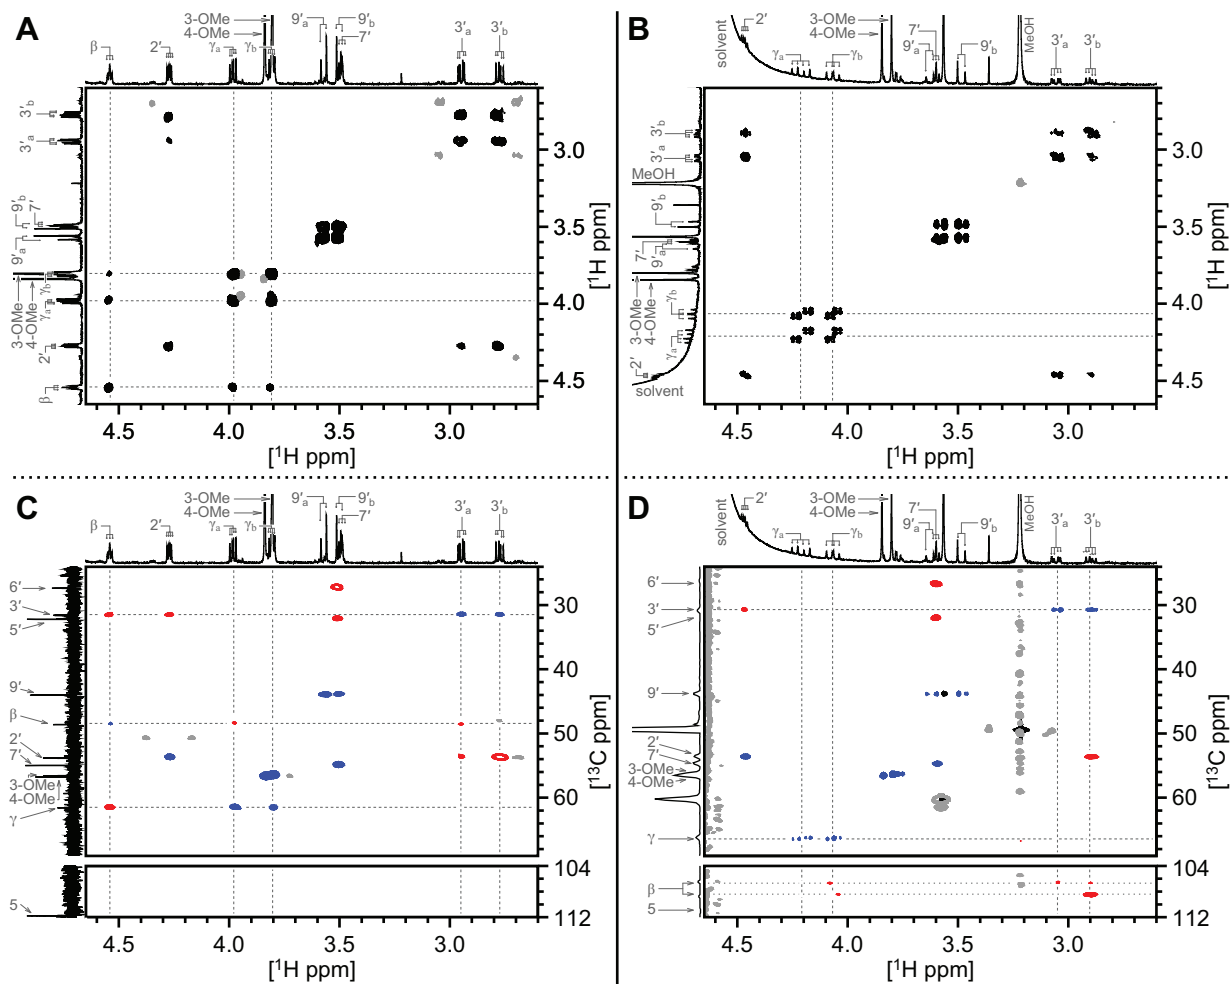 A
3-OMe
4-OMe
9′a
9′b
7′
β
2′
γa
γb
3′a
3′b
3′b
3′a
9′b
7′
9′a
3-OMe
4-OMe
γb
γa
2′
β
3.0
3.5
4.0
4.5
[¹H ppm]
4.5
4.0
3.5
3.0
[¹H ppm]
B
solvent
2′
3-OMe
4-OMe
7′
9′a
9′b
MeOH
γa
γb
3′a
3′b
3′b
3′a
MeOH
9′b
7′
9′a
3-OMe
4-OMe
γb
γa
2′
solvent
3.0
3.5
4.0
4.5
[¹H ppm]
4.5
4.0
3.5
3.0
[¹H ppm]
C
3-OMe
4-OMe
9′a
9′b
7′
β
2′
γa
γb
3′a
3′b
6′
3′
5′
9′
β
2′
7′
3-OMe
4-OMe
γ
5
30
40
50
60
104
112
[¹³C ppm]
4.5
4.0
3.5
3.0
[¹H ppm]
D
solvent
2′
3-OMe
4-OMe
7′
9′a
9′b
MeOH
γa
γb
3′a
3′b
6′
3′
5′
9′
2′
7′
3-OMe
4-OMe
γ
β
5
30
40
50
60
104
112
[¹³C ppm]
4.5
4.0
3.5
3.0
[¹H ppm]